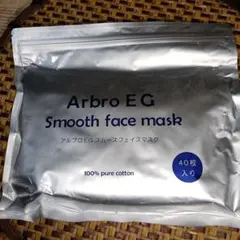 Arbro EG
Smooth face mask
アルブロEG スムースフェイスマスク
40枚
入り
100% pure cotton